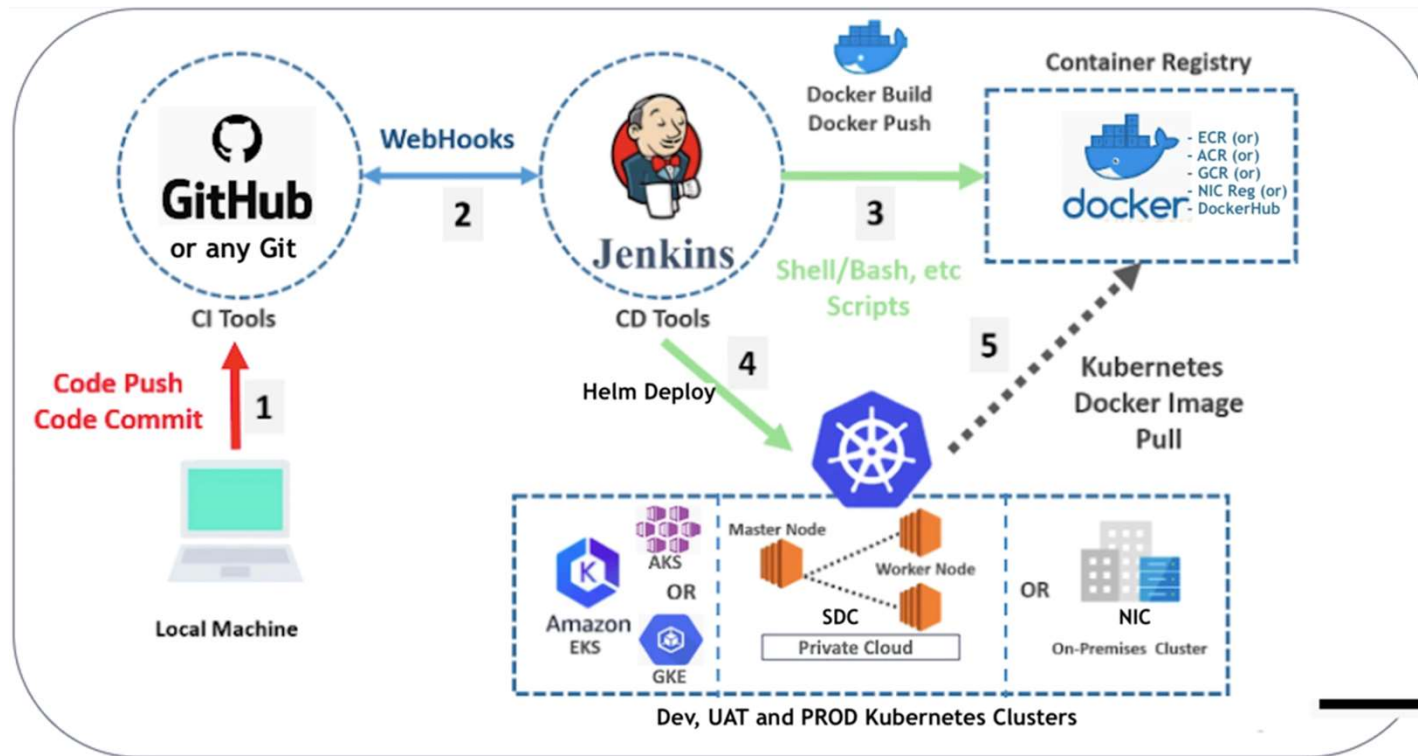 GitHub
or any Git
CI Tools
WebHooks
2
Jenkins
CD Tools
Docker Build
Docker Push
3
Shell/Bash, etc
Scripts
Container Registry
docker
- ECR (or)
- ACR (or)
- GCR (or)
- NIC Reg (or)
- DockerHub
Code Push
Code Commit
1
Local Machine
4
Helm Deploy
5
Kubernetes
Docker Image
Pull
AKS
OR
K
Amazon
EKS
GKE
Master Node
Worker Node
SDC
Private Cloud
OR
NIC
On-Premises Cluster
Dev, UAT and PROD Kubernetes Clusters